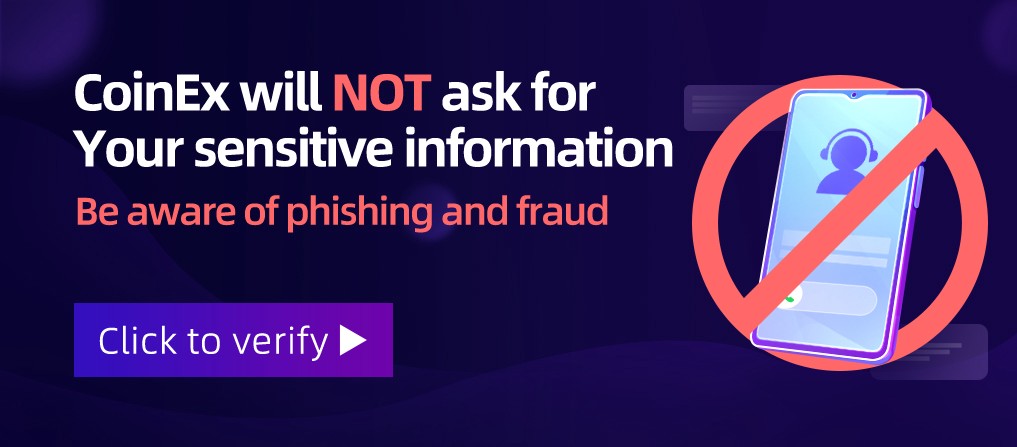 CoinEx will NOT ask for
Your sensitive information
Be aware of phishing and fraud
Click to verify